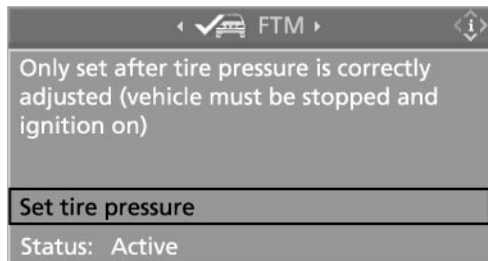 FTM
i
Only set after tire pressure is correctly
adjusted (vehicle must be stopped and
ignition on)
Set tire pressure
Status: Active